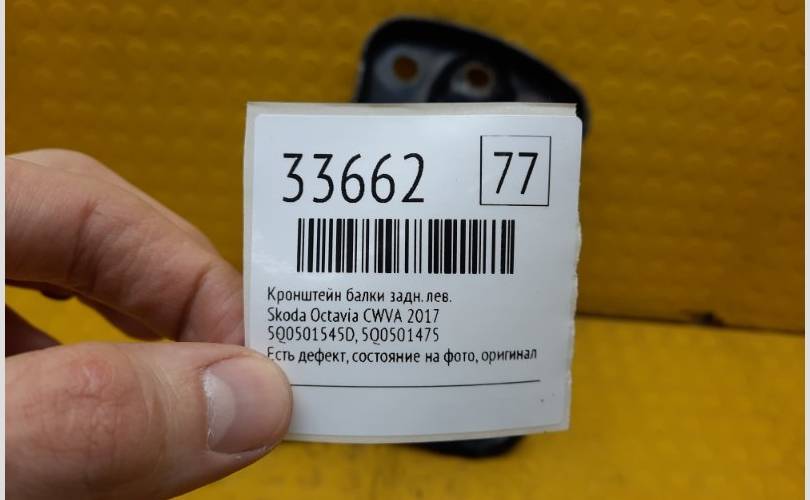 33662 77
Кронштейн балки задн. лев.
Skoda Octavia CWVA 2017
5Q0501545D, 5Q0501475
Есть дефект, состояние на фото, оригинал